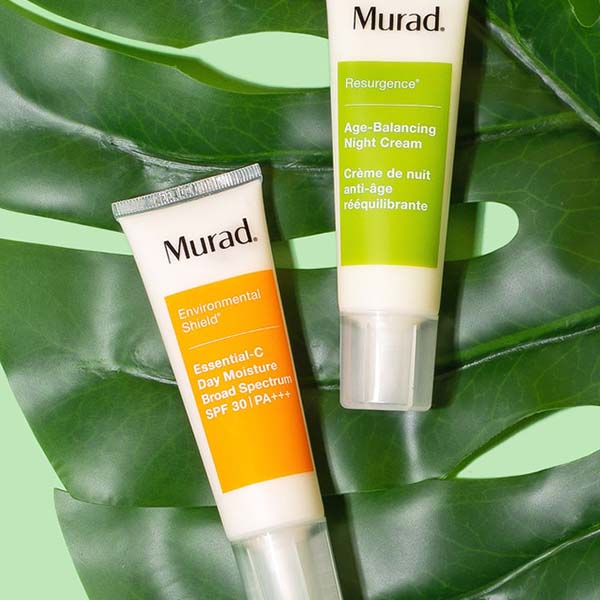 Murad.
Resurgence®
Age-Balancing
Night Cream
Crème de nuit
anti-âge
rééquilibrante
Murad.
Environmental
Shield®
Essential-C
Day Moisture
Broad Spectrum
SPF 30 | PA+++